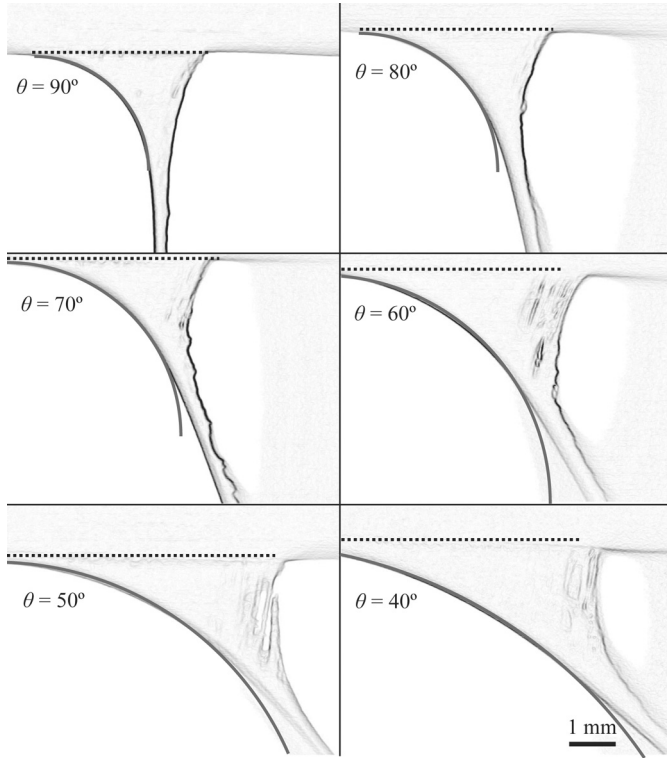 θ = 90º
θ = 80º
θ = 70º
θ = 60º
θ = 50º
θ = 40º
1 mm